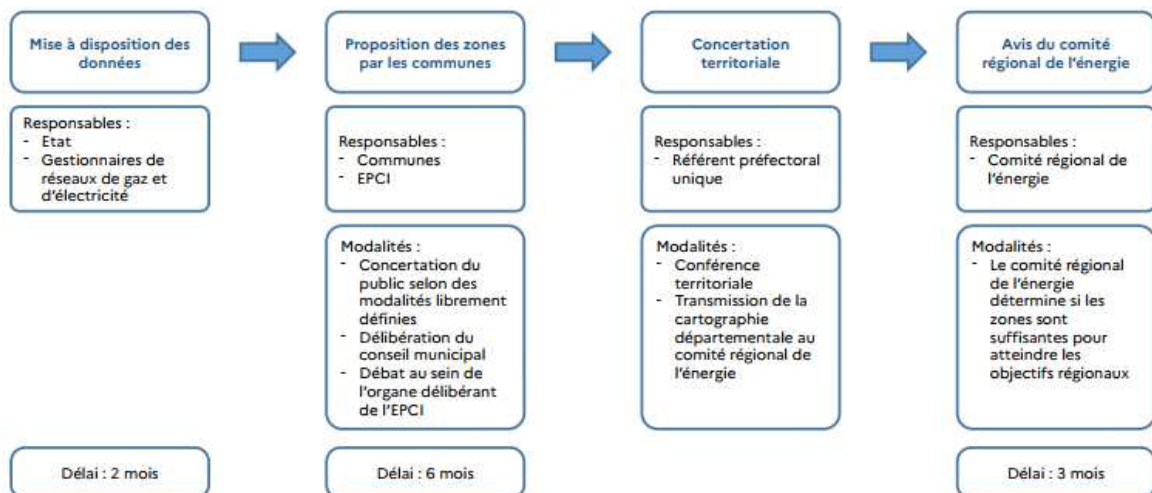 Mise à disposition des
données
Proposition des zones
par les communes
Concertation
territoriale
Avis du comité
régional de l'énergie
Responsables :
- Etat
- Gestionnaires de
réseaux de gaz et
d'électricité
Responsables :
- Communes
- EPCI
Responsables :
- Référent préfectoral
unique
Responsables :
- Comité régional de
l'énergie
Modalités :
- Concertation du
public selon des
modalités librement
définies
- Délibération du
conseil municipal
- Débat au sein de
l'organe délibérant
de l'EPCI
Modalités :
- Conférence
territoriale
- Transmission de la
cartographie
départementale au
comité régional de
l'énergie
Modalités :
- Le comité régional
de l'énergie
détermine si les
zones sont
suffisantes pour
atteindre les
objectifs régionaux
Délai : 2 mois
Délai : 6 mois
Délai : 3 mois